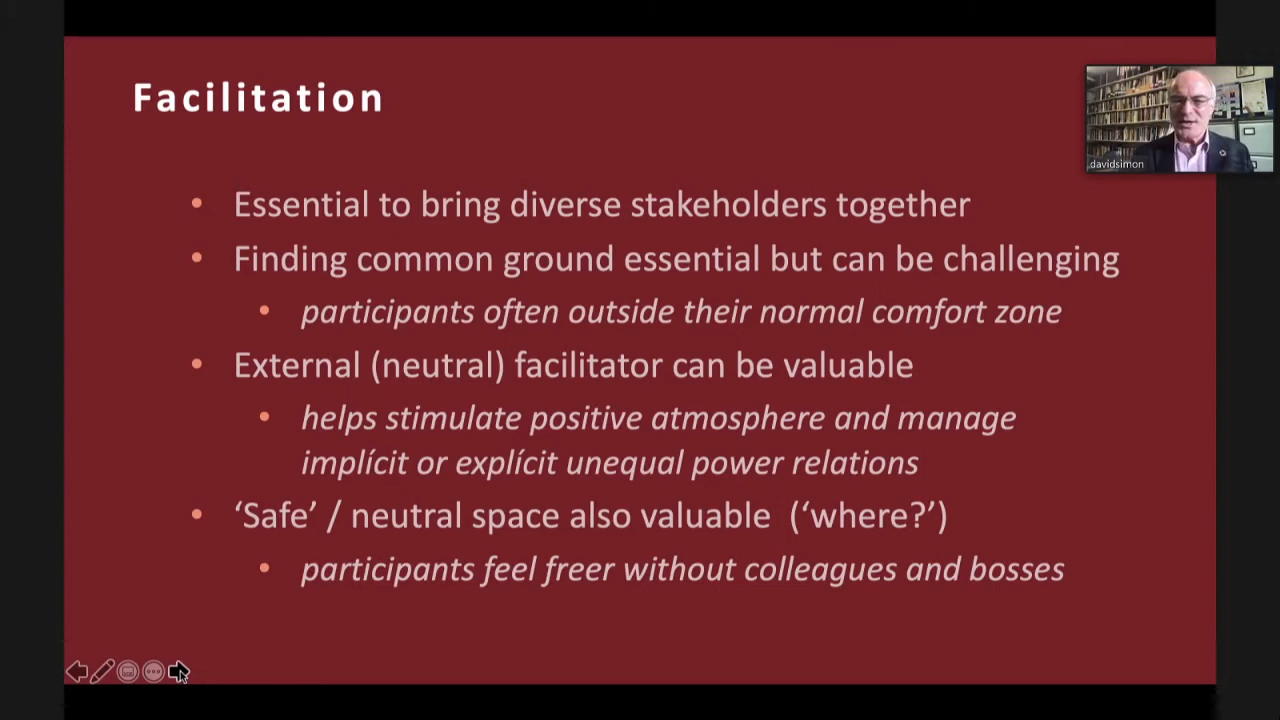 Facilitation
davidsimon
• Essential to bring diverse stakeholders together
• Finding common ground essential but can be challenging
• participants often outside their normal comfort zone
• External (neutral) facilitator can be valuable
• helps stimulate positive atmosphere and manage
implícit or explícit unequal power relations
• ‘Safe’ / neutral space also valuable (‘where?’)
• participants feel freer without colleagues and bosses